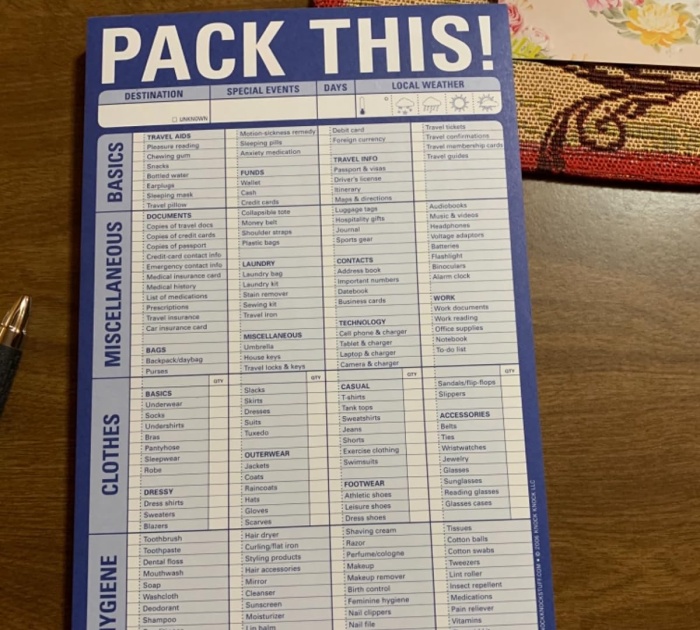 PACK THIS!
DESTINATION
UNKNOWN
SPECIAL EVENTS
DAYS
LOCAL WEATHER
BASICS
TRAVEL AIDS
Pleasure reading
Chewing gum
Snacks
Bottled water
Earplugs
Sleeping mask
Travel pillow
Motion-sickness remedy
Sleeping pills
Anxiety medication
FUNDS
Wallet
Cash
Credit cards
Debit card
Foreign currency
TRAVEL INFO
Passport & visas
Driver's license
Itinerary
Maps & directions
Travel tickets
Travel confirmations
Travel membership cards
Travel guides
MISCELLANEOUS
DOCUMENTS
Copies of travel docs
Copies of credit cards
Copies of passport
Credit-card contact info
Emergency contact info
Medical insurance card
Medical history
List of medications
Prescriptions
Travel insurance
Car insurance card
BAGS
Backpack/daybag
Purses
Collapsible tote
Money belt
Shoulder straps
Plastic bags
LAUNDRY
Laundry bag
Laundry kit
Stain remover
Sewing kit
Travel iron
MISCELLANEOUS
Umbrella
House keys
Travel locks & keys
Luggage tags
Hospitality gifts
Journal
Sports gear
CONTACTS
Address book
Important numbers
Datebook
Business cards
TECHNOLOGY
Cell phone & charger
Tablet & charger
Laptop & charger
Camera & charger
Audiobooks
Music & videos
Headphones
Voltage adaptors
Batteries
Flashlight
Binoculars
Alarm clock
WORK
Work documents
Work reading
Office supplies
Notebook
To-do list
CLOTHES
QTY
BASICS
Underwear
Socks
Undershirts
Bras
Pantyhose
Sleepwear
Robe
DRESSY
Dress shirts
Sweaters
Blazers
QTY
Slacks
Skirts
Dresses
Suits
Tuxedo
OUTERWEAR
Jackets
Coats
Raincoats
Hats
Gloves
Scarves
QTY
CASUAL
T-shirts
Tank tops
Sweatshirts
Jeans
Shorts
Exercise clothing
Swimsuits
FOOTWEAR
Athletic shoes
Leisure shoes
Dress shoes
QTY
Sandals/flip-flops
Slippers
ACCESSORIES
Belts
Ties
Wristwatches
Jewelry
Glasses
Sunglasses
Reading glasses
Glasses cases
YGIENE
Toothbrush
Toothpaste
Dental floss
Mouthwash
Soap
Washcloth
Deodorant
Shampoo
Hair dryer
Curling/flat iron
Styling products
Hair accessories
Mirror
Cleanser
Sunscreen
Moisturizer
Lip balm
Shaving cream
Razor
Perfume/cologne
Makeup
Makeup remover
Birth control
Feminine hygiene
Nail clippers
Nail file
Tissues
Cotton balls
Cotton swabs
Tweezers
Lint roller
Insect repellent
Medications
Pain reliever
Vitamins
KNOCKKNOCKSTUFF.COM • © 2006 KNOCK KNOCK LLC